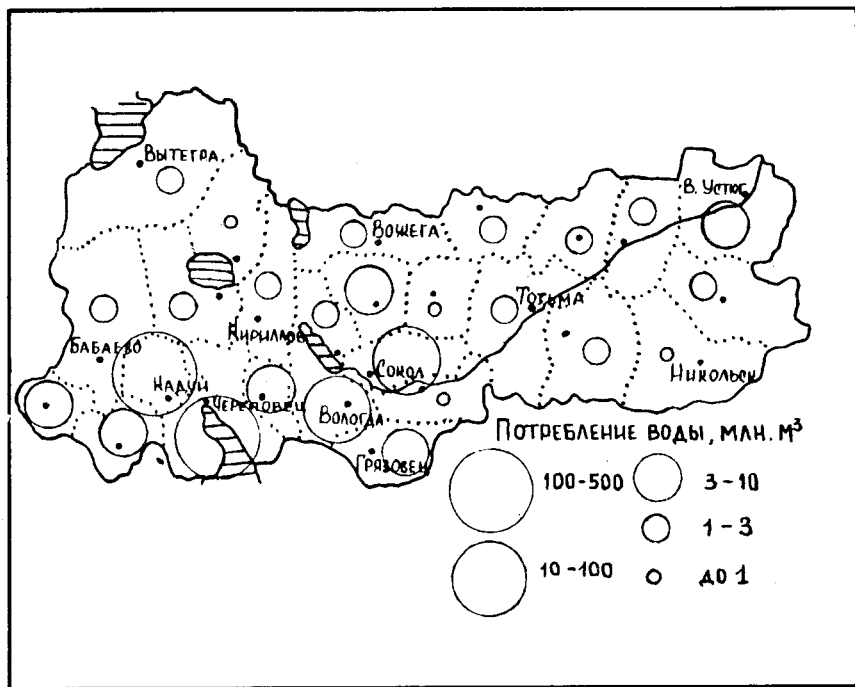 Вытегра
В. Устюг
Вожега
Тотьма
Кириллов
Бабаево
Сокол
Никольск
Кадуй
Череповец
Вологда
Грязовец
Потребление воды, млн. м³
100-500
3-10
1-3
10-100
до 1